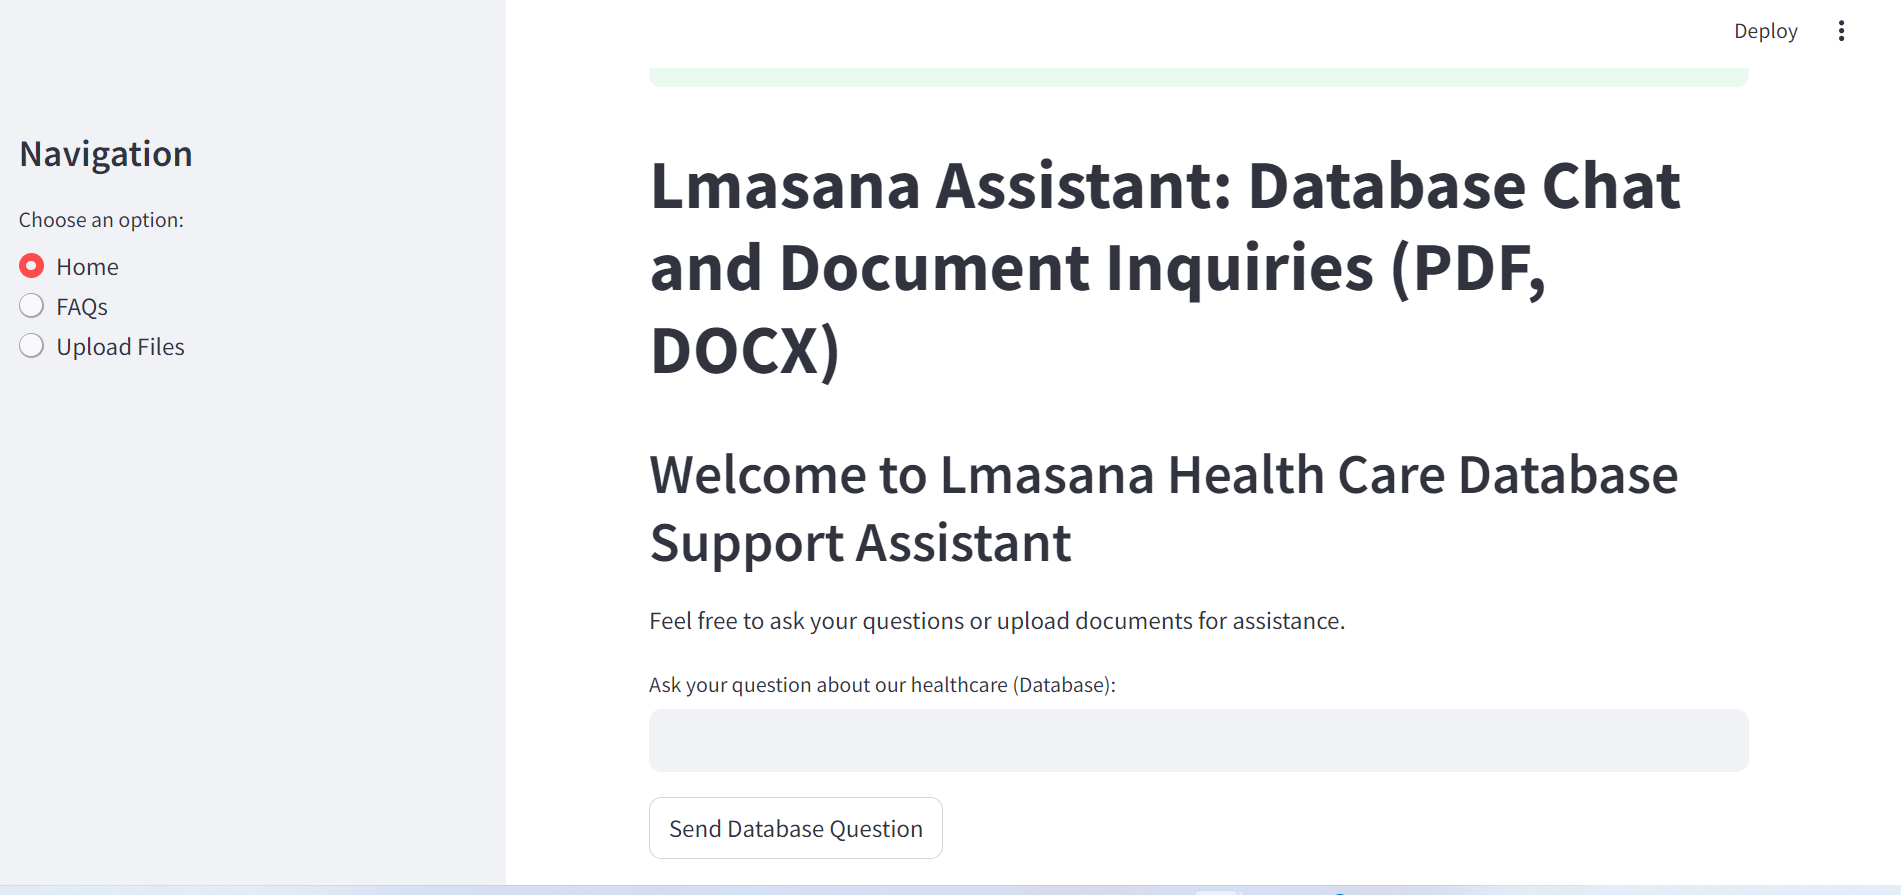 Deploy
Navigation
Choose an option:
Home
FAQs
Upload Files
Lmasana Assistant: Database Chat
and Document Inquiries (PDF,
DOCX)
Welcome to Lmasana Health Care Database
Support Assistant
Feel free to ask your questions or upload documents for assistance.
Ask your question about our healthcare (Database):
Send Database Question